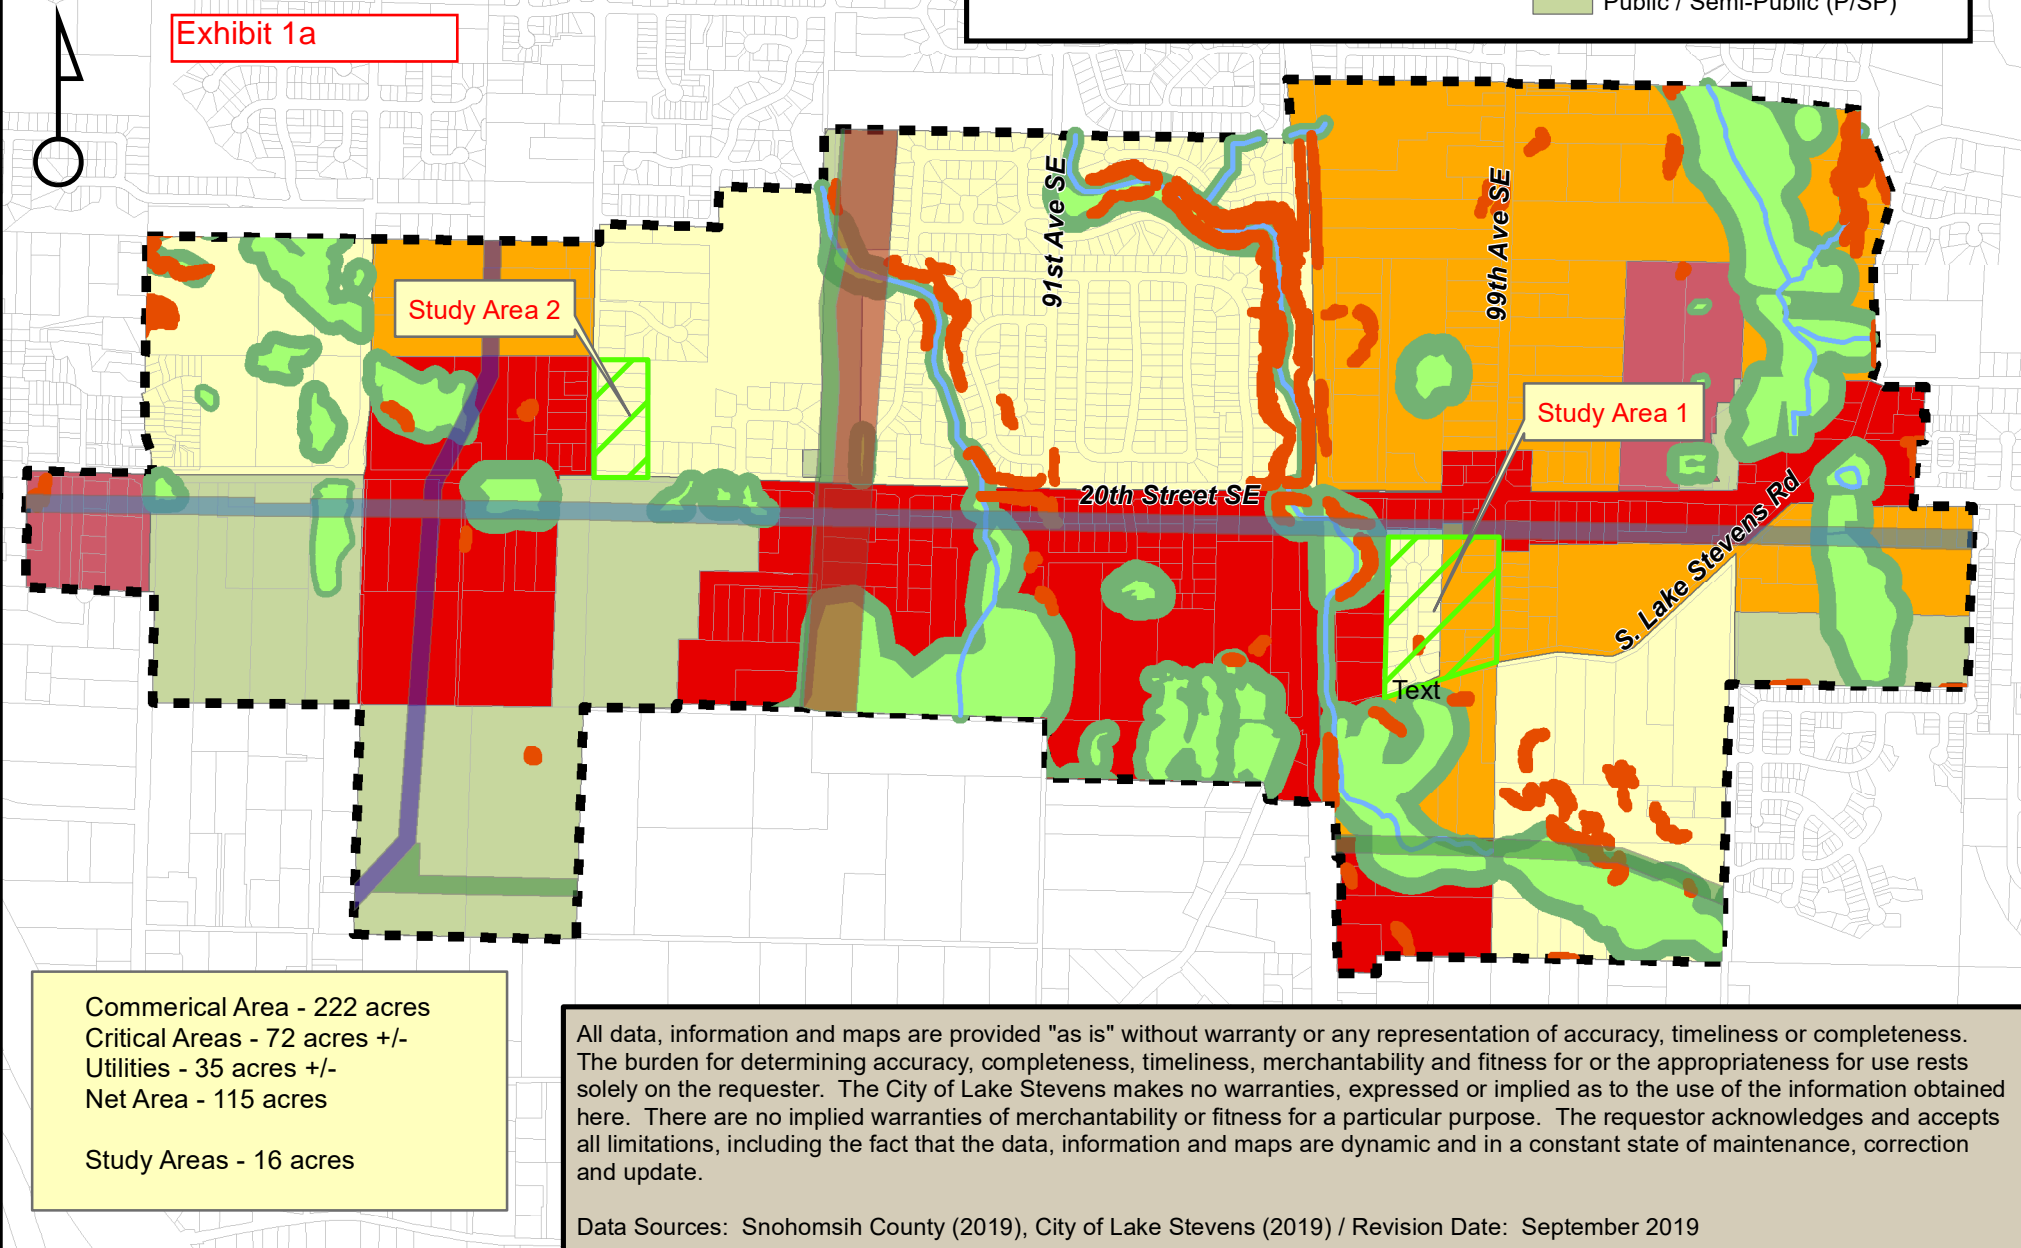 Public / Semi-Public (P/SP)
Exhibit 1a
91st Ave SE
99th Ave SE
Study Area 2
Study Area 1
20th Street SE
S. Lake Stevens Rd
Text
Commerical Area - 222 acres
Critical Areas - 72 acres +/-
Utilities - 35 acres +/-
Net Area - 115 acres
Study Areas - 16 acres
All data, information and maps are provided "as is" without warranty or any representation of accuracy, timeliness or completeness.
The burden for determining accuracy, completeness, timeliness, merchantability and fitness for or the appropriateness for use rests
solely on the requester.  The City of Lake Stevens makes no warranties, expressed or implied as to the use of the information obtained
here.  There are no implied warranties of merchantability or fitness for a particular purpose.  The requestor acknowledges and accepts
all limitations, including the fact that the data, information and maps are dynamic and in a constant state of maintenance, correction
and update.
Data Sources:  Snohomsih County (2019), City of Lake Stevens (2019) / Revision Date:  September 2019